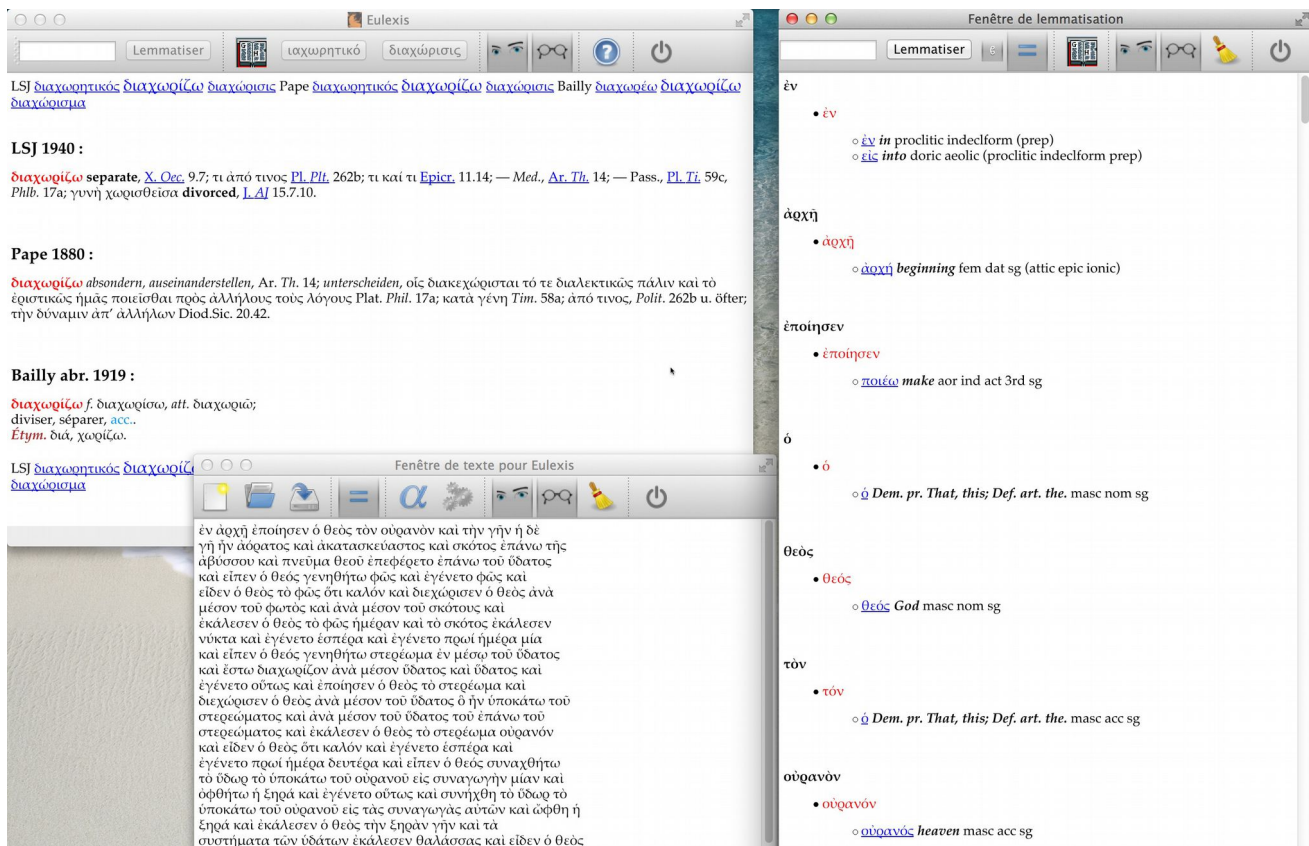 Eulexis
Lemmatiser
ιαχωρητικό
διαχώρισις
LSJ διαχωρητικός διαχωρίζω διαχώρισις Pape διαχωρητικός διαχωρίζω διαχώρισις Bailly διαχωρέω διαχωρίζω
διαχώρισμα
LSJ 1940 :
διαχωρίζω separate, X. Oec. 9.7; τι ἀπό τινος Pl. Plt. 262b; τι καί τι Epicr. 11.14; — Med., Ar. Th. 14; — Pass., Pl. Ti. 59c,
Phlb. 17a; γυνὴ χωρισθεῖσα divorced, J. AJ 15.7.10.
Pape 1880 :
διαχωρίζω absondern, auseinanderstellen, Ar. Th. 14; unterscheiden, οἷς διακεχώρισται τό τε διαλεκτικῶς πάλιν καὶ τὸ
ἐριστικῶς ἡμᾶς ποιεῖσθαι πρὸς ἀλλήλους τοὺς λόγους Plat. Phil. 17a; κατὰ γένη Tim. 58a; ἀπό τινος, Polit. 262b u. öfter;
τὴν δύναμιν ἀπ’ ἀλλήλων Diod.Sic. 20.42.
Bailly abr. 1919 :
διαχωρίζω f. διαχωρίσω, att. διαχωριῶ;
diviser, séparer, acc..
Étym. διά, χωρίζω.
LSJ διαχωρητικός διαχωρίζ
διαχώρισμα
Fenêtre de texte pour Eulexis
α
ἐν ἀρχῇ ἐποίησεν ὁ θεὸς τὸν οὐρανὸν καὶ τὴν γῆν ἡ δὲ
γῆ ἦν ἀόρατος καὶ ἀκατασκεύαστος καὶ σκότος ἐπάνω τῆς
ἀβύσσου καὶ πνεῦμα θεοῦ ἐπεφέρετο ἐπάνω τοῦ ὕδατος
καὶ εἶπεν ὁ θεός γενηθήτω φῶς καὶ ἐγένετο φῶς καὶ
εἶδεν ὁ θεὸς τὸ φῶς ὅτι καλόν καὶ διεχώρισεν ὁ θεὸς ἀνὰ
μέσον τοῦ φωτὸς καὶ ἀνὰ μέσον τοῦ σκότους καὶ
ἐκάλεσεν ὁ θεὸς τὸ φῶς ἡμέραν καὶ τὸ σκότος ἐκάλεσεν
νύκτα καὶ ἐγένετο ἑσπέρα καὶ ἐγένετο πρωί ἡμέρα μία
καὶ εἶπεν ὁ θεός γενηθήτω στερέωμα ἐν μέσῳ τοῦ ὕδατος
καὶ ἔστω διαχωρίζον ἀνὰ μέσον ὕδατος καὶ ὕδατος καὶ
ἐγένετο οὕτως καὶ ἐποίησεν ὁ θεὸς τὸ στερέωμα καὶ
διεχώρισεν ὁ θεὸς ἀνὰ μέσον τοῦ ὕδατος ὃ ἦν ὑποκάτω τοῦ
στερεώματος καὶ ἀνὰ μέσον τοῦ ὕδατος τοῦ ἐπάνω τοῦ
στερεώματος καὶ ἐκάλεσεν ὁ θεὸς τὸ στερέωμα οὐρανόν
καὶ εἶδεν ὁ θεὸς ὅτι καλόν καὶ ἐγένετο ἑσπέρα καὶ
ἐγένετο πρωί ἡμέρα δευτέρα καὶ εἶπεν ὁ θεός συναχθήτω
τὸ ὕδωρ τὸ ὑποκάτω τοῦ οὐρανοῦ εἰς συναγωγὴν μίαν καὶ
ὀφθήτω ἡ ξηρά καὶ ἐγένετο οὕτως καὶ συνήχθη τὸ ὕδωρ τὸ
ὑποκάτω τοῦ οὐρανοῦ εἰς τὰς συναγωγὰς αὐτῶν καὶ ὤφθη ἡ
ξηρά καὶ ἐκάλεσεν ὁ θεὸς τὴν ξηρὰν γῆν καὶ τὰ
συστήματα τῶν ὑδάτων ἐκάλεσεν θαλάσσας καὶ εἶδεν ὁ θεὸς
Fenêtre de lemmatisation
Lemmatiser
ἐν
• ἐν
◦ ἐν in proclitic indeclform (prep)
◦ εἰς into doric aeolic (proclitic indeclform prep)
ἀρχῇ
• ἀρχῇ
◦ ἀρχή beginning fem dat sg (attic epic ionic)
ἐποίησεν
• ἐποίησεν
◦ ποιέω make aor ind act 3rd sg
ὁ
• ὁ
◦ ὁ Dem. pr. That, this; Def. art. the. masc nom sg
θεὸς
• θεός
◦ θεός God masc nom sg
τὸν
• τόν
◦ ὁ Dem. pr. That, this; Def. art. the. masc acc sg
οὐρανὸν
• οὐρανόν
◦ οὐρανός heaven masc acc sg